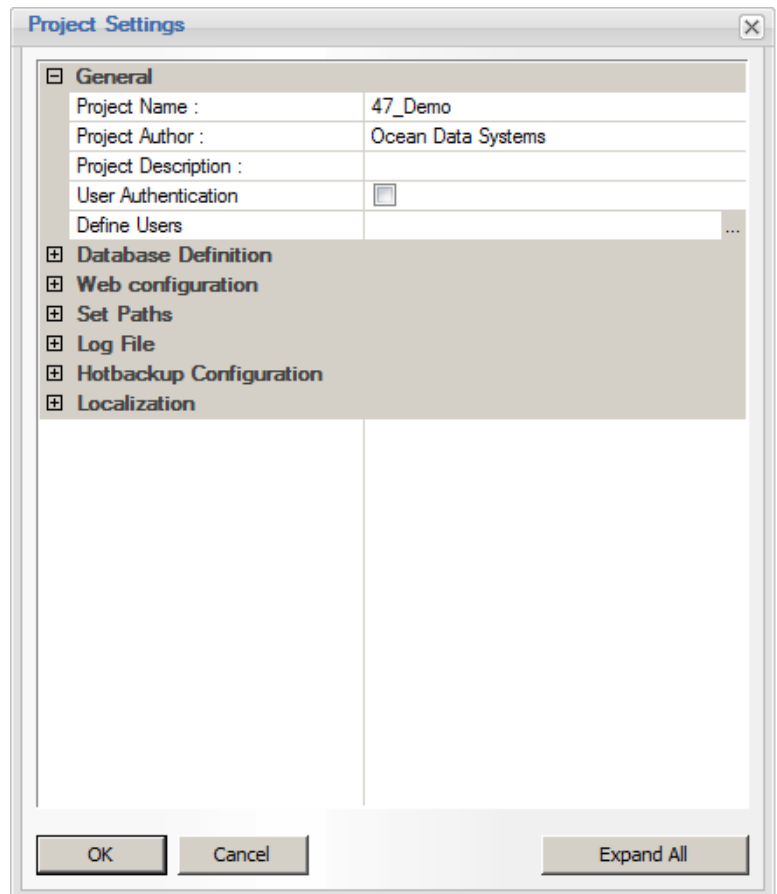 Project Settings
General
Project Name : 47_Demo
Project Author : Ocean Data Systems
Project Description :
User Authentication
Define Users ...
Database Definition
Web configuration
Set Paths
Log File
Hotbackup Configuration
Localization
OK Cancel Expand All